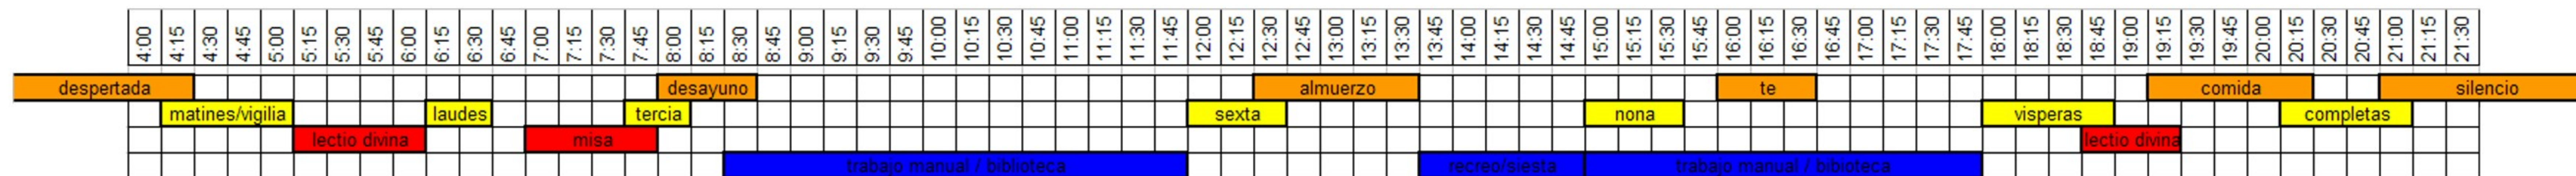 4:00 4:15 4:30 4:45 5:00 5:15 5:30 5:45 6:00 6:15 6:30 6:45 7:00 7:15 7:30 7:45 8:00 8:15 8:30 8:45 9:00 9:15 9:30 9:45 10:00 10:15 10:30 10:45 11:00 11:15 11:30 11:45 12:00 12:15 12:30 12:45 13:00 13:15 13:30 13:45 14:00 14:15 14:30 14:45 15:00 15:15 15:30 15:45 16:00 16:15 16:30 16:45 17:00 17:15 17:30 17:45 18:00 18:15 18:30 18:45 19:00 19:15 19:30 19:45 20:00 20:15 20:30 20:45 21:00 21:15 21:30
despertada desayuno almuerzo te comida silencio
matines/vigilia laudes tercia sexta nona visperas completas
lectio divina misa lectio divina
trabajo manual / biblioteca recreo/siesta trabajo manual / bibioteca